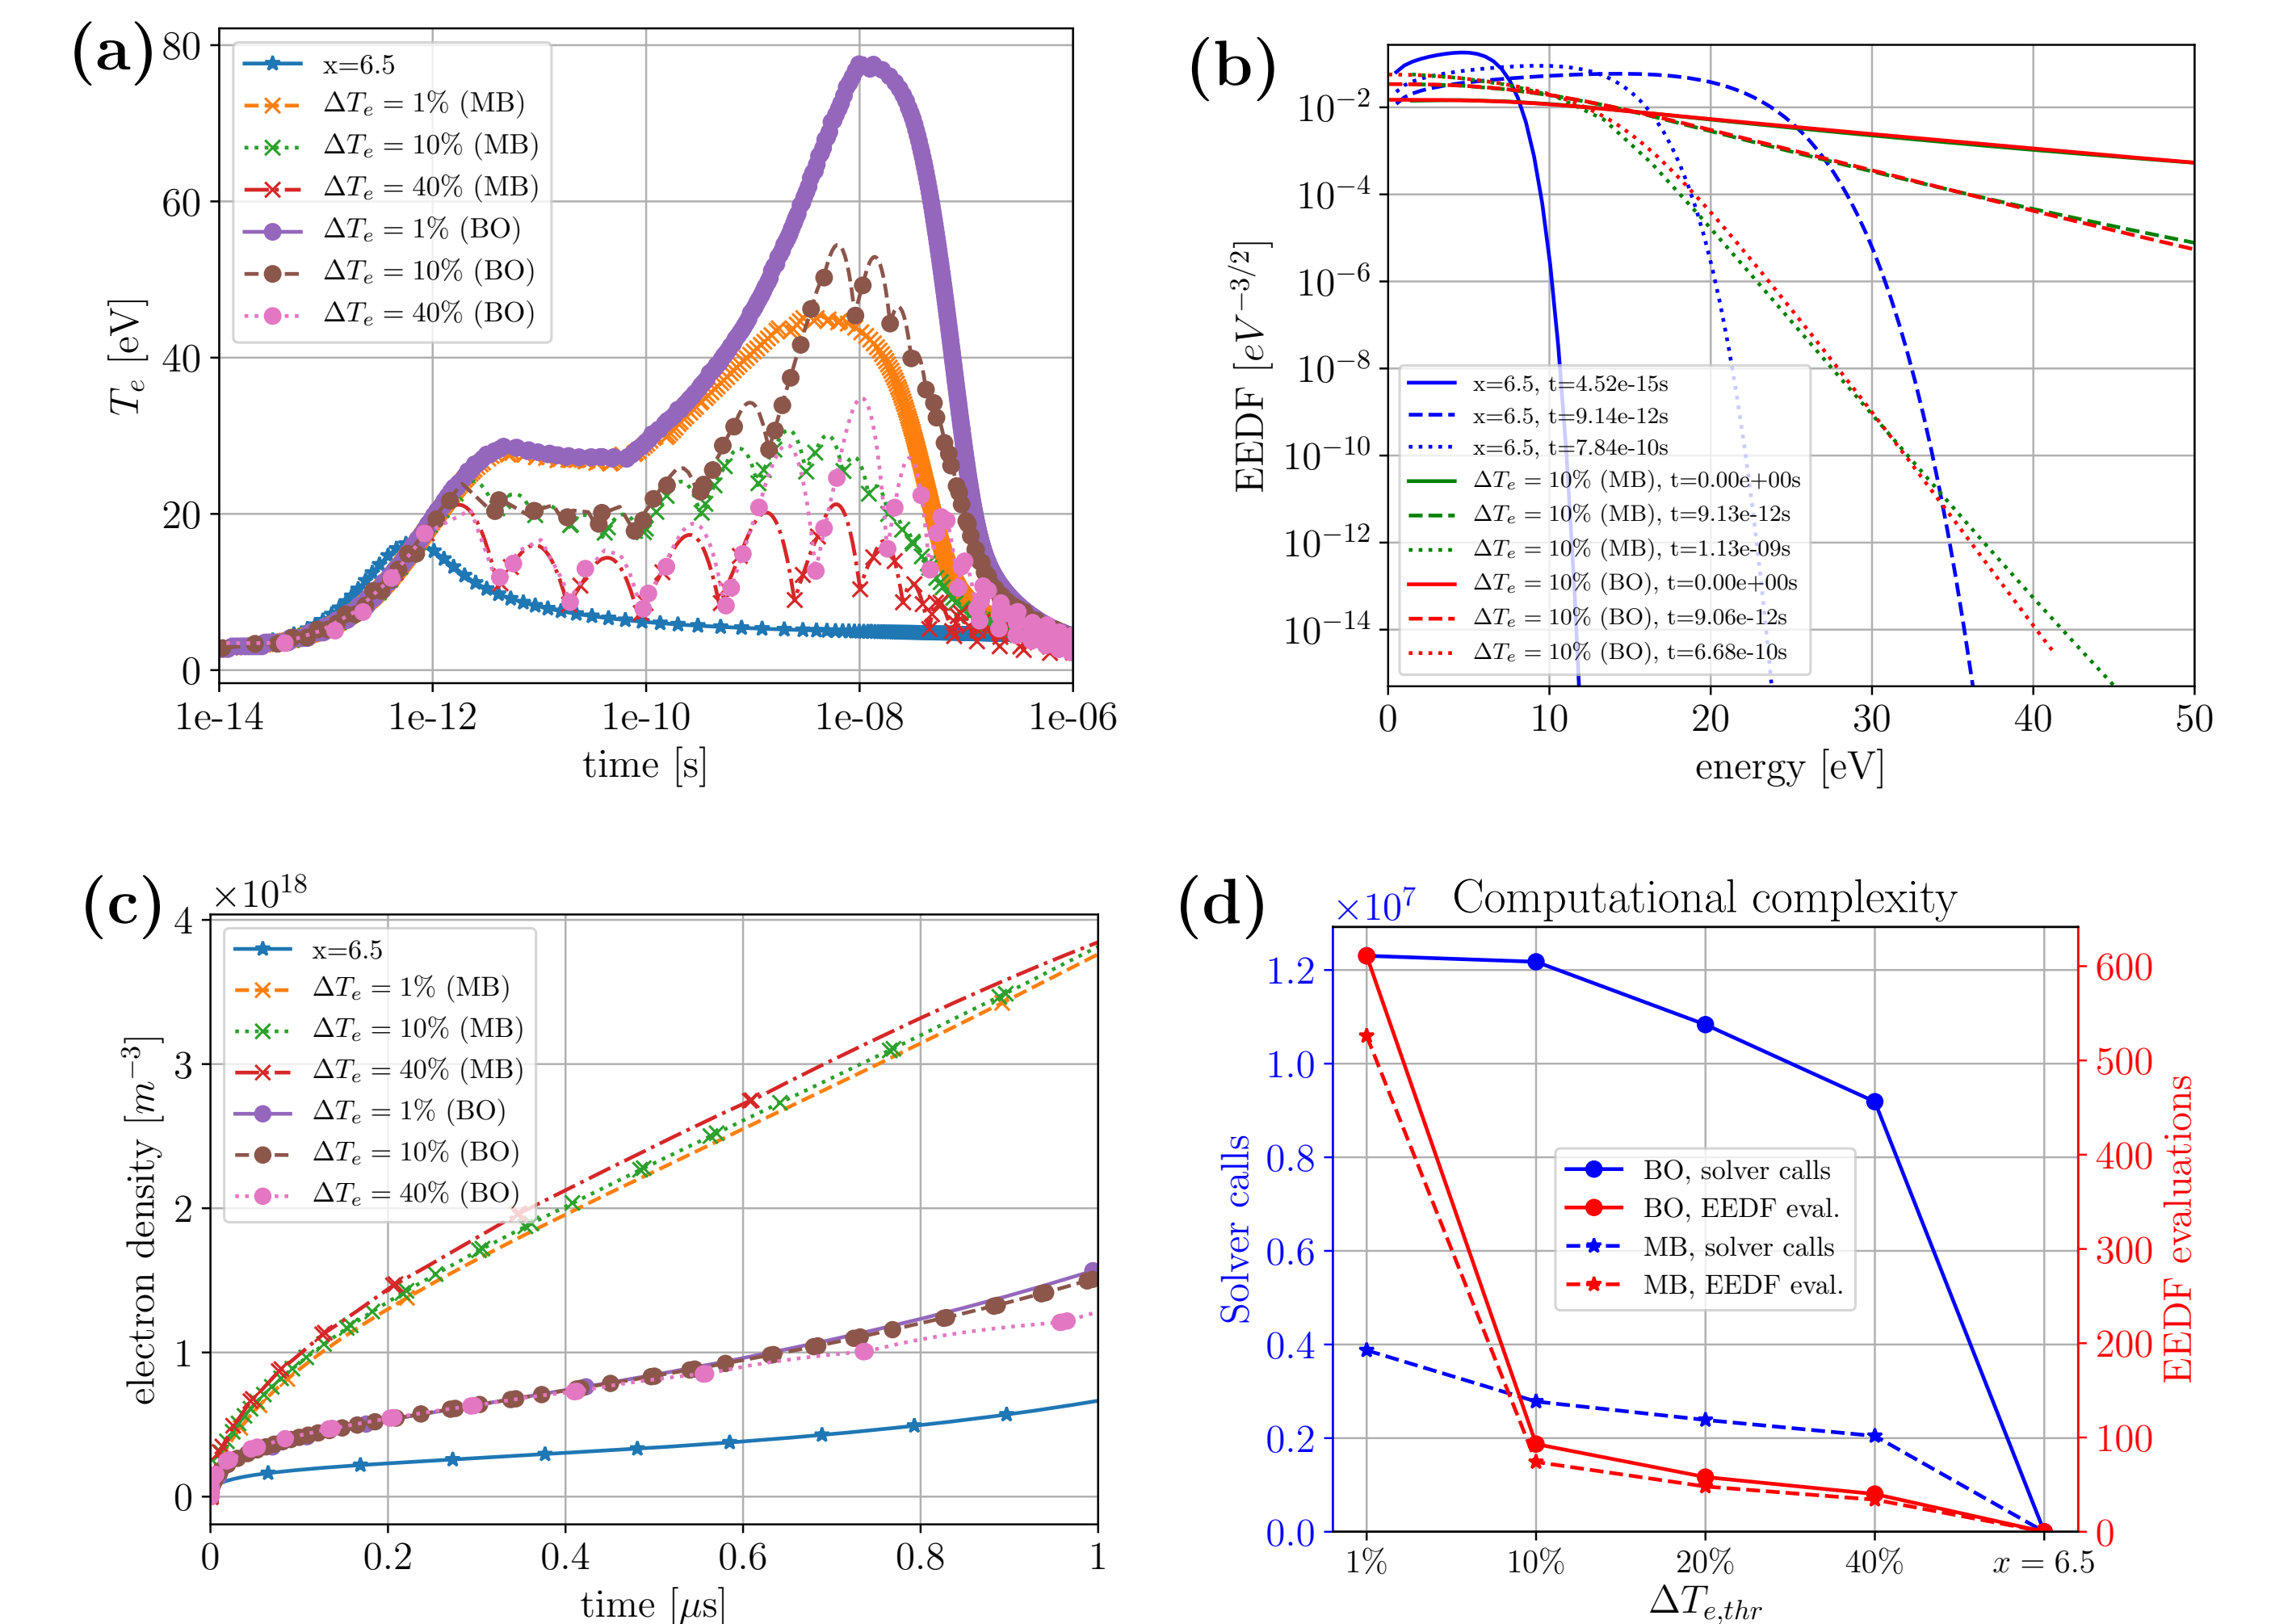 (a)
80
60
40
20
0
T_e [eV]
x=6.5
ΔT_e = 1% (MB)
ΔT_e = 10% (MB)
ΔT_e = 40% (MB)
ΔT_e = 1% (BO)
ΔT_e = 10% (BO)
ΔT_e = 40% (BO)
1e-14 1e-12 1e-10 1e-08 1e-06
time [s]
(b)
10^{-2}
10^{-4}
10^{-6}
10^{-8}
10^{-10}
10^{-12}
10^{-14}
EEDF [eV^{-3/2}]
x=6.5, t=4.52e-15s
x=6.5, t=9.14e-12s
x=6.5, t=7.84e-10s
ΔT_e = 10% (MB), t=0.00e+00s
ΔT_e = 10% (MB), t=9.13e-12s
ΔT_e = 10% (MB), t=1.13e-09s
ΔT_e = 10% (BO), t=0.00e+00s
ΔT_e = 10% (BO), t=9.06e-12s
ΔT_e = 10% (BO), t=6.68e-10s
0 10 20 30 40 50
energy [eV]
(c)
×10^{18}
4
3
2
1
0
electron density [m^{-3}]
x=6.5
ΔT_e = 1% (MB)
ΔT_e = 10% (MB)
ΔT_e = 40% (MB)
ΔT_e = 1% (BO)
ΔT_e = 10% (BO)
ΔT_e = 40% (BO)
0 0.2 0.4 0.6 0.8 1
time [μs]
(d)
×10^7
Computational complexity
1.2
1.0
0.8
0.6
0.4
0.2
0.0
Solver calls
BO, solver calls
BO, EEDF eval.
MB, solver calls
MB, EEDF eval.
600
500
400
300
200
100
0
EEDF evaluations
1% 10% 20% 40% x = 6.5
ΔT_{e,thr}